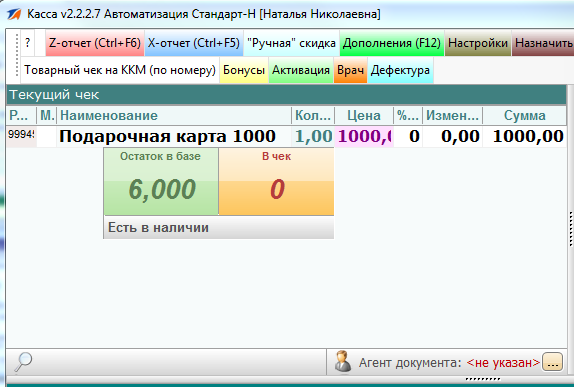 Касса v2.2.2.7 Автоматизация Стандарт-Н [Наталья Николаевна]
? Z-отчет (Ctrl+F6) X-отчет (Ctrl+F5) "Ручная" скидка Дополнения (F12) Настройки Назначить
Товарный чек на ККМ (по номеру) Бонусы Активация Врач Дефектура
Текущий чек
Р... М. Наименование Кол... Цена %... Измен... Сумма
9994 Подарочная карта 1000 1,00 1000, 0 0,00 1000,00
Остаток в базе В чек
6,000 0
Есть в наличии
Агент документа: <не указан> ...